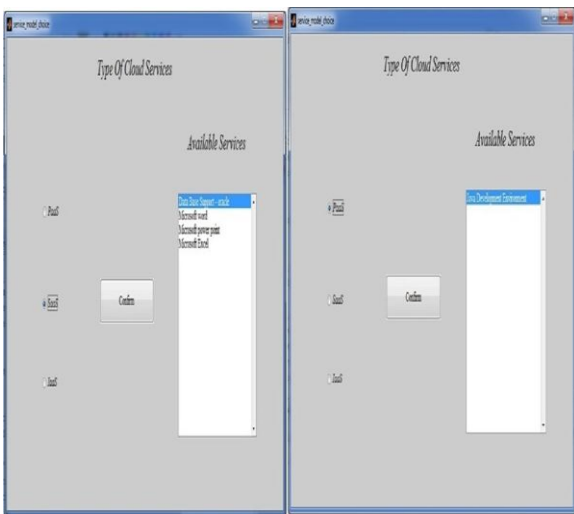 service_model_choice
Type Of Cloud Services
Available Services
PaaS
SaaS
IaaS
Confirm
Data Base Support - oracle
Microsoft word
Microsoft power point
Microsoft Excel
service_model_choice
Type Of Cloud Services
Available Services
PaaS
SaaS
IaaS
Confirm
Java Development Environment